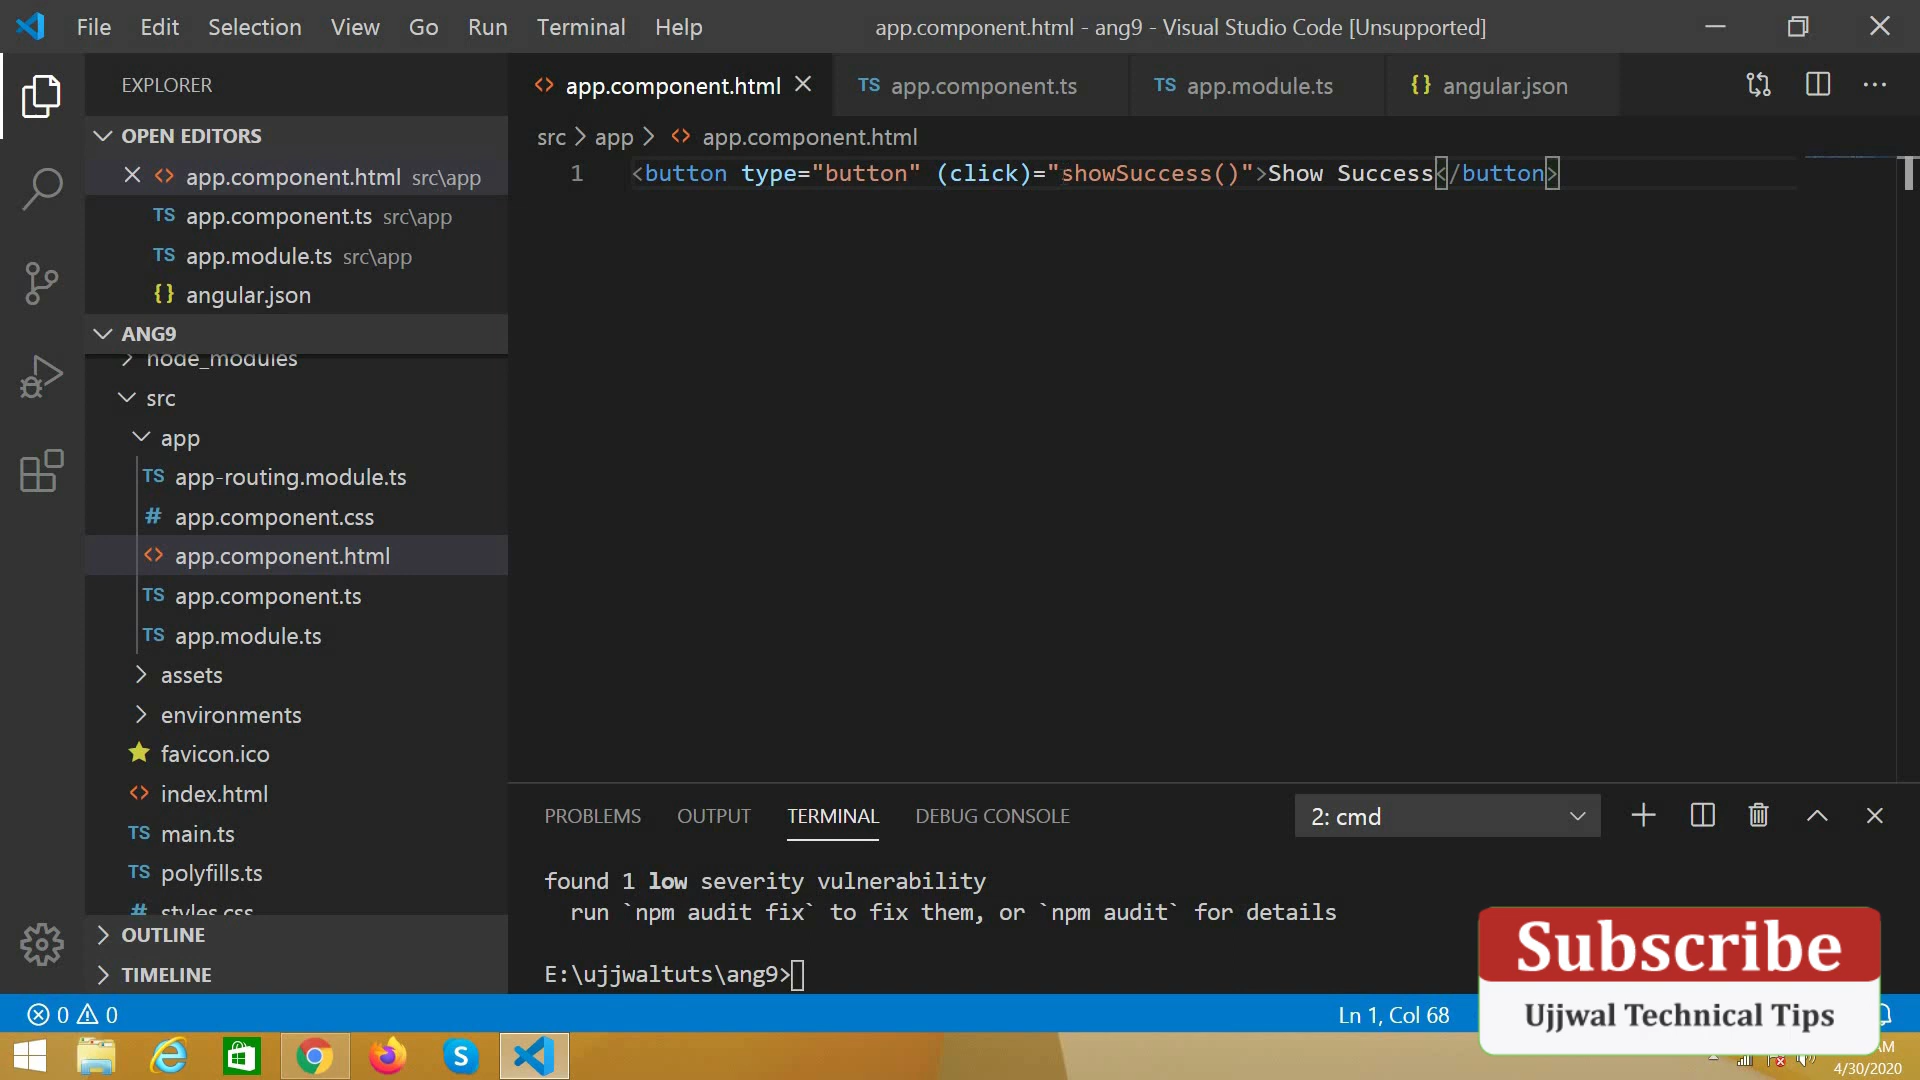 File Edit Selection View Go Run Terminal Help
app.component.html - ang9 - Visual Studio Code [Unsupported]
EXPLORER
OPEN EDITORS
app.component.html src\app
TS app.component.ts src\app
TS app.module.ts src\app
{} angular.json
ANG9
node_modules
src
app
TS app-routing.module.ts
# app.component.css
<> app.component.html
TS app.component.ts
TS app.module.ts
assets
environments
favicon.ico
<> index.html
TS main.ts
TS polyfills.ts
# styles.css
OUTLINE
TIMELINE
<> app.component.html
TS app.component.ts
TS app.module.ts
{} angular.json
src > app > <> app.component.html
1 <button type="button" (click)="showSuccess()">Show Success</button>
PROBLEMS OUTPUT TERMINAL DEBUG CONSOLE
2: cmd
found 1 low severity vulnerability
run `npm audit fix` to fix them, or `npm audit` for details
E:\ujjwaltuts\ang9>
Subscribe
Ujjwal Technical Tips
0 0
Ln 1, Col 68
AM
4/30/2020